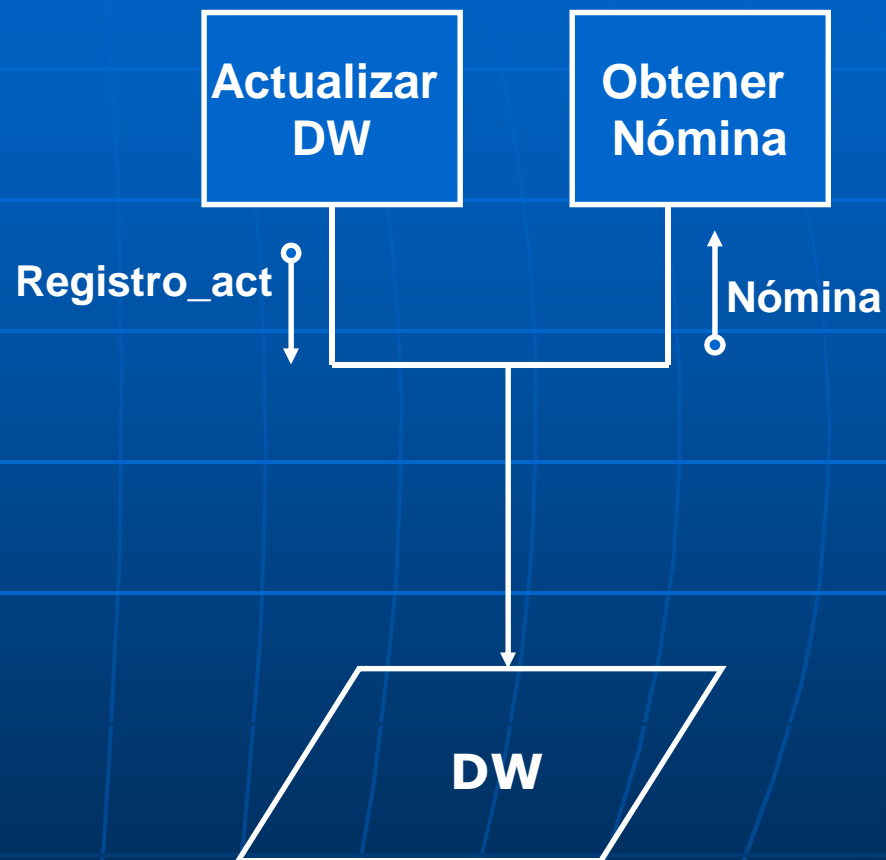 Actualizar
DW
Obtener
Nómina
Registro_act
Nómina
DW